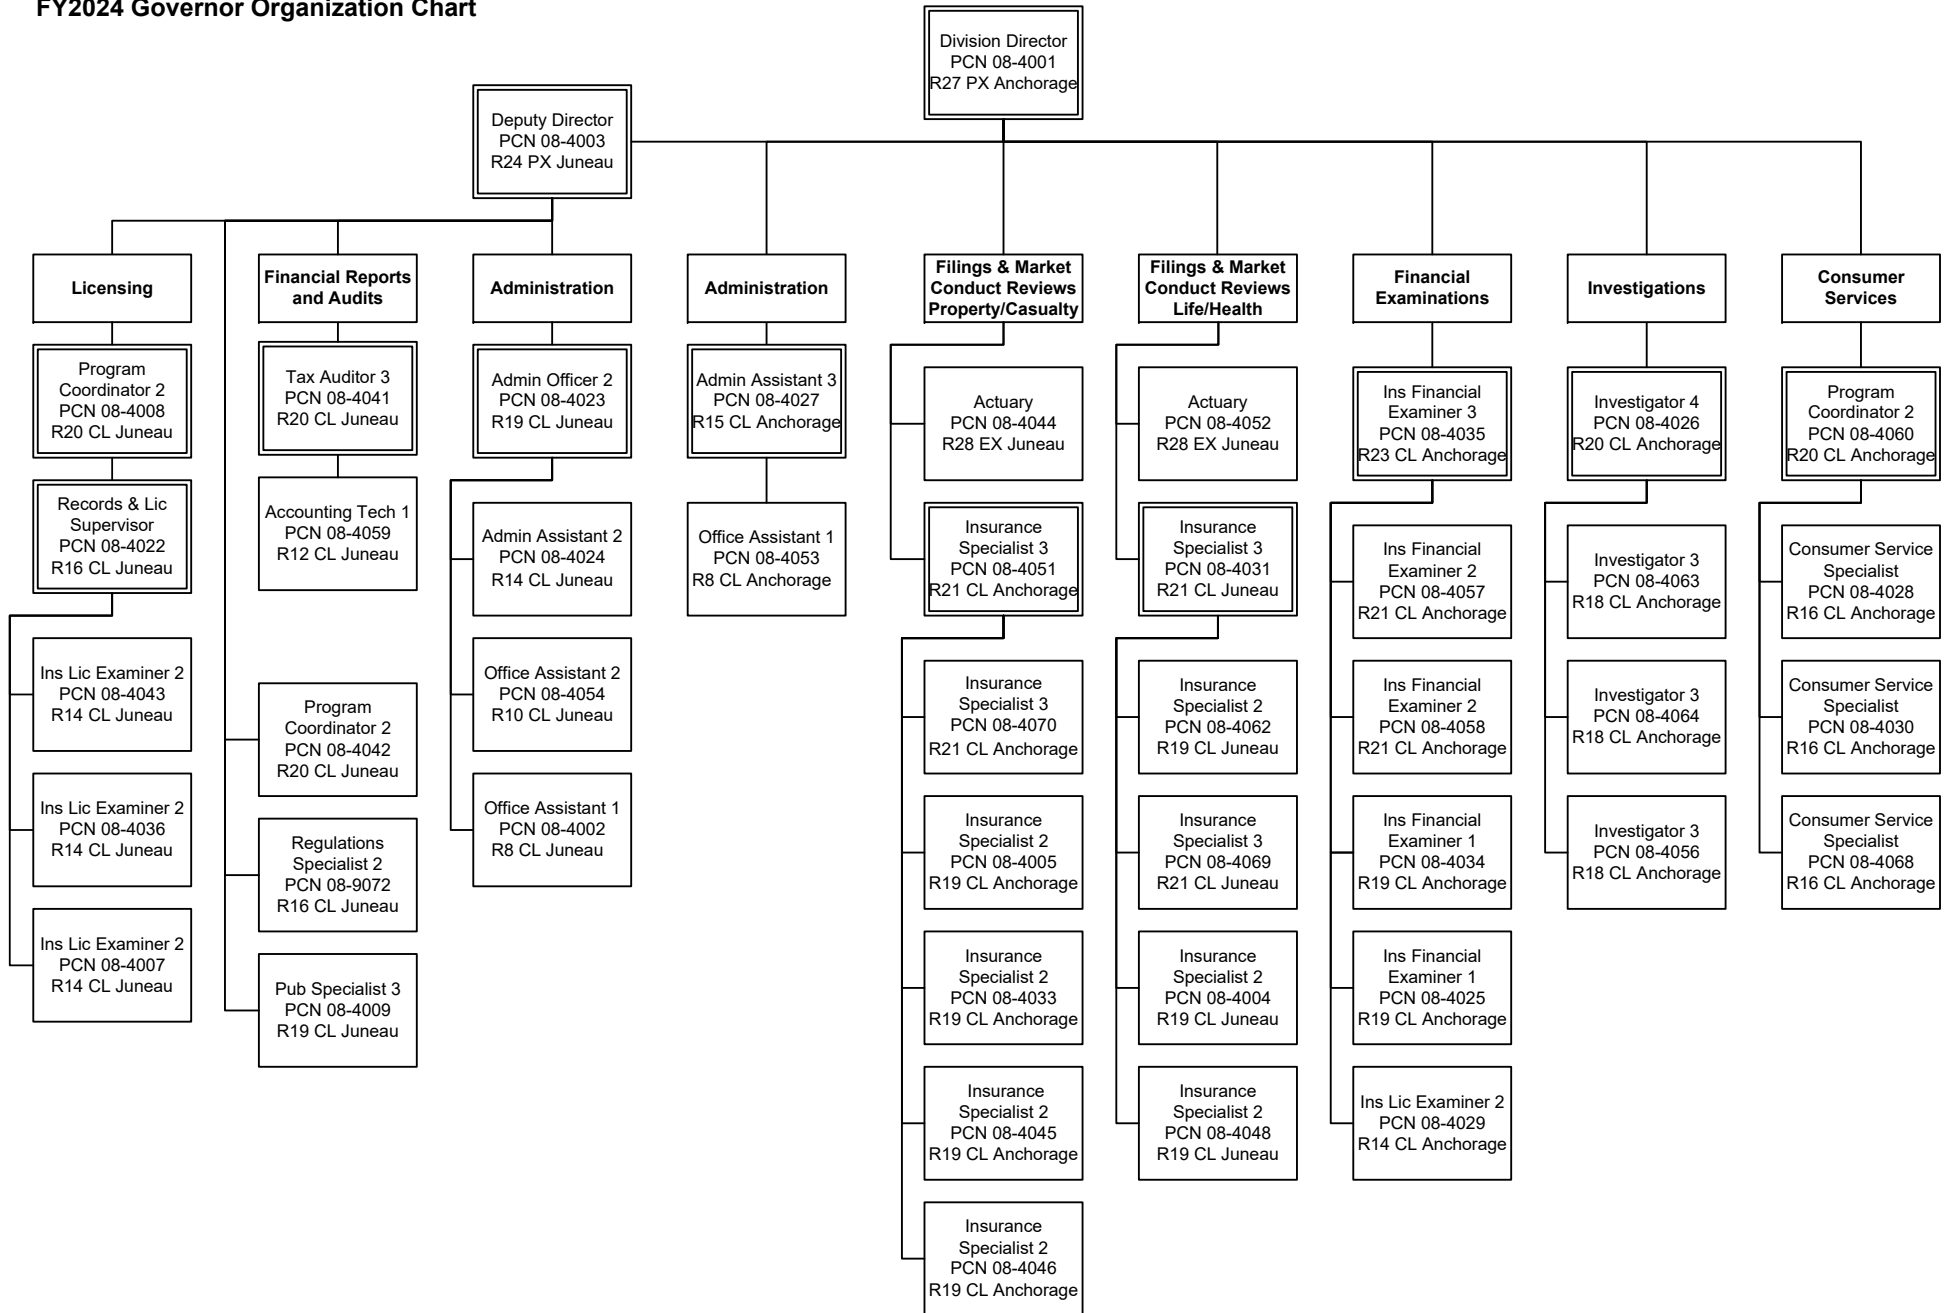 FY2024 Governor Organization Chart
Division Director
PCN 08-4001
R27 PX Anchorage
Deputy Director
PCN 08-4003
R24 PX Juneau
Licensing
Program
Coordinator 2
PCN 08-4008
R20 CL Juneau
Records & Lic
Supervisor
PCN 08-4022
R16 CL Juneau
Ins Lic Examiner 2
PCN 08-4043
R14 CL Juneau
Ins Lic Examiner 2
PCN 08-4036
R14 CL Juneau
Ins Lic Examiner 2
PCN 08-4007
R14 CL Juneau
Financial Reports
and Audits
Tax Auditor 3
PCN 08-4041
R20 CL Juneau
Accounting Tech 1
PCN 08-4059
R12 CL Juneau
Program
Coordinator 2
PCN 08-4042
R20 CL Juneau
Regulations
Specialist 2
PCN 08-9072
R16 CL Juneau
Pub Specialist 3
PCN 08-4009
R19 CL Juneau
Administration
Admin Officer 2
PCN 08-4023
R19 CL Juneau
Admin Assistant 2
PCN 08-4024
R14 CL Juneau
Office Assistant 2
PCN 08-4054
R10 CL Juneau
Office Assistant 1
PCN 08-4002
R8 CL Juneau
Administration
Admin Assistant 3
PCN 08-4027
R15 CL Anchorage
Office Assistant 1
PCN 08-4053
R8 CL Anchorage
Filings & Market
Conduct Reviews
Property/Casualty
Actuary
PCN 08-4044
R28 EX Juneau
Insurance
Specialist 3
PCN 08-4051
R21 CL Anchorage
Insurance
Specialist 3
PCN 08-4070
R21 CL Anchorage
Insurance
Specialist 2
PCN 08-4005
R19 CL Anchorage
Insurance
Specialist 2
PCN 08-4033
R19 CL Anchorage
Insurance
Specialist 2
PCN 08-4045
R19 CL Anchorage
Insurance
Specialist 2
PCN 08-4046
R19 CL Anchorage
Filings & Market
Conduct Reviews
Life/Health
Actuary
PCN 08-4052
R28 EX Juneau
Insurance
Specialist 3
PCN 08-4031
R21 CL Juneau
Insurance
Specialist 2
PCN 08-4062
R19 CL Juneau
Insurance
Specialist 3
PCN 08-4069
R21 CL Juneau
Insurance
Specialist 2
PCN 08-4004
R19 CL Juneau
Insurance
Specialist 2
PCN 08-4048
R19 CL Juneau
Financial
Examinations
Ins Financial
Examiner 3
PCN 08-4035
R23 CL Anchorage
Ins Financial
Examiner 2
PCN 08-4057
R21 CL Anchorage
Ins Financial
Examiner 2
PCN 08-4058
R21 CL Anchorage
Ins Financial
Examiner 1
PCN 08-4034
R19 CL Anchorage
Ins Financial
Examiner 1
PCN 08-4025
R19 CL Anchorage
Ins Lic Examiner 2
PCN 08-4029
R14 CL Anchorage
Investigations
Investigator 4
PCN 08-4026
R20 CL Anchorage
Investigator 3
PCN 08-4063
R18 CL Anchorage
Investigator 3
PCN 08-4064
R18 CL Anchorage
Investigator 3
PCN 08-4056
R18 CL Anchorage
Consumer
Services
Program
Coordinator 2
PCN 08-4060
R20 CL Anchorage
Consumer Service
Specialist
PCN 08-4028
R16 CL Anchorage
Consumer Service
Specialist
PCN 08-4030
R16 CL Anchorage
Consumer Service
Specialist
PCN 08-4068
R16 CL Anchorage